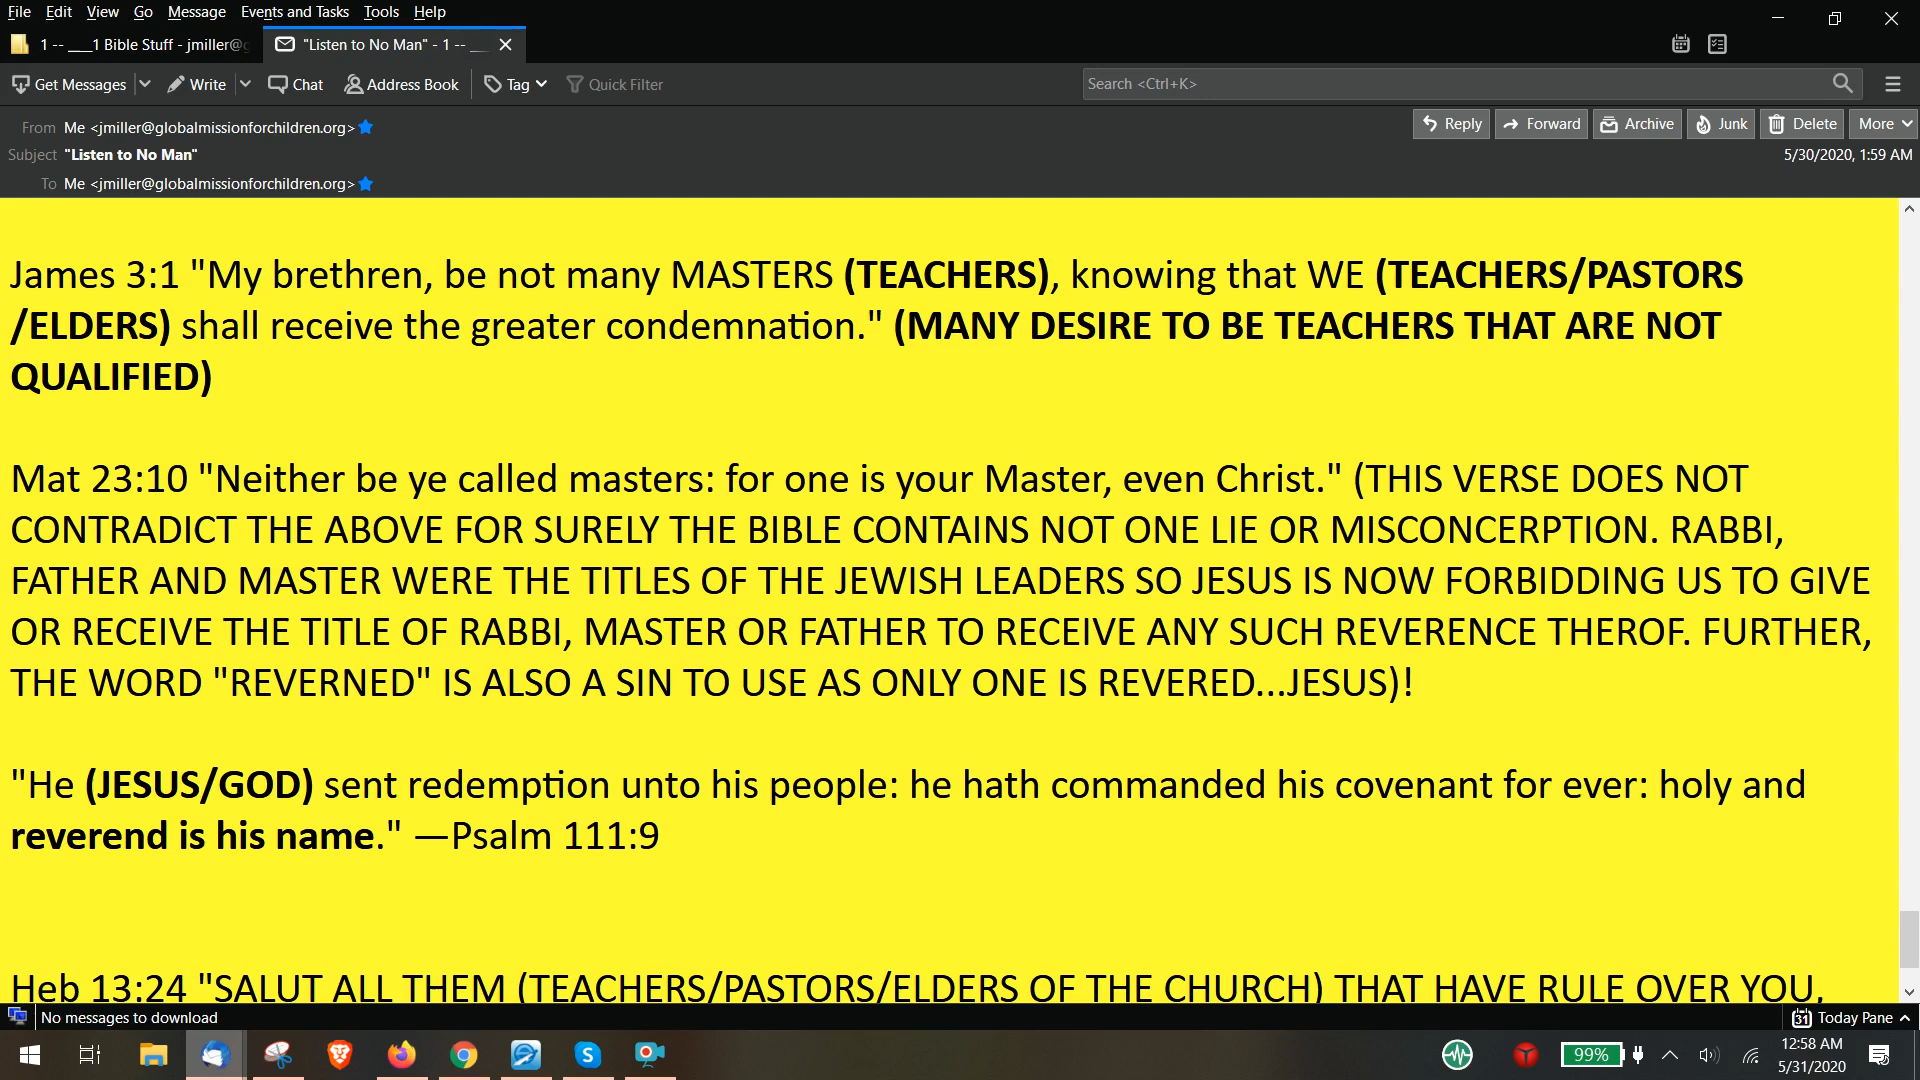 File Edit View Go Message Events and Tasks Tools Help
1 -- ___1 Bible Stuff - jmiller@g
"Listen to No Man" - 1 -- __
Get Messages Write Chat Address Book Tag Quick Filter Search <Ctrl+K>
From Me <jmiller@globalmissionforchildren.org>
Reply Forward Archive Junk Delete More
Subject "Listen to No Man"
5/30/2020, 1:59 AM
To Me <jmiller@globalmissionforchildren.org>
James 3:1 "My brethren, be not many MASTERS (TEACHERS), knowing that WE (TEACHERS/PASTORS
/ELDERS) shall receive the greater condemnation." (MANY DESIRE TO BE TEACHERS THAT ARE NOT
QUALIFIED)
Mat 23:10 "Neither be ye called masters: for one is your Master, even Christ." (THIS VERSE DOES NOT
CONTRADICT THE ABOVE FOR SURELY THE BIBLE CONTAINS NOT ONE LIE OR MISCONCERPTION. RABBI,
FATHER AND MASTER WERE THE TITLES OF THE JEWISH LEADERS SO JESUS IS NOW FORBIDDING US TO GIVE
OR RECEIVE THE TITLE OF RABBI, MASTER OR FATHER TO RECEIVE ANY SUCH REVERENCE THEROF. FURTHER,
THE WORD "REVERNED" IS ALSO A SIN TO USE AS ONLY ONE IS REVERED...JESUS)!
"He (JESUS/GOD) sent redemption unto his people: he hath commanded his covenant for ever: holy and
reverend is his name." —Psalm 111:9
Heb 13:24 "SALUT ALL THEM (TEACHERS/PASTORS/ELDERS OF THE CHURCH) THAT HAVE RULE OVER YOU,
No messages to download
31 Today Pane
99%
12:58 AM
5/31/2020